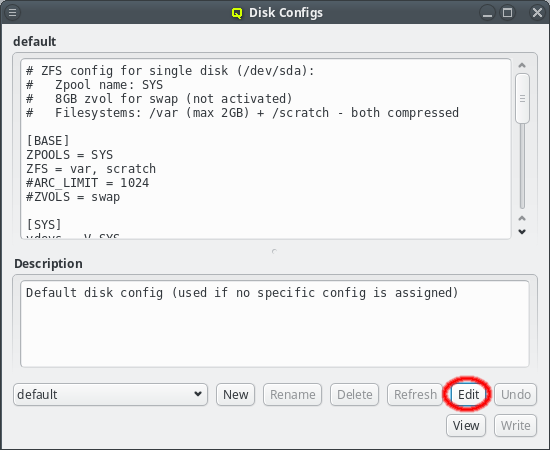 Disk Configs
default
# ZFS config for single disk (/dev/sda):
#   Zpool name: SYS
#   8GB zvol for swap (not activated)
#   Filesystems: /var (max 2GB) + /scratch - both compressed
[BASE]
ZPOOLS = SYS
ZFS = var, scratch
#ARC_LIMIT = 1024
#ZVOLS = swap
[SYS]
vdevs = V_SYS
Description
Default disk config (used if no specific config is assigned)
default New Rename Delete Refresh Edit Undo
View Write